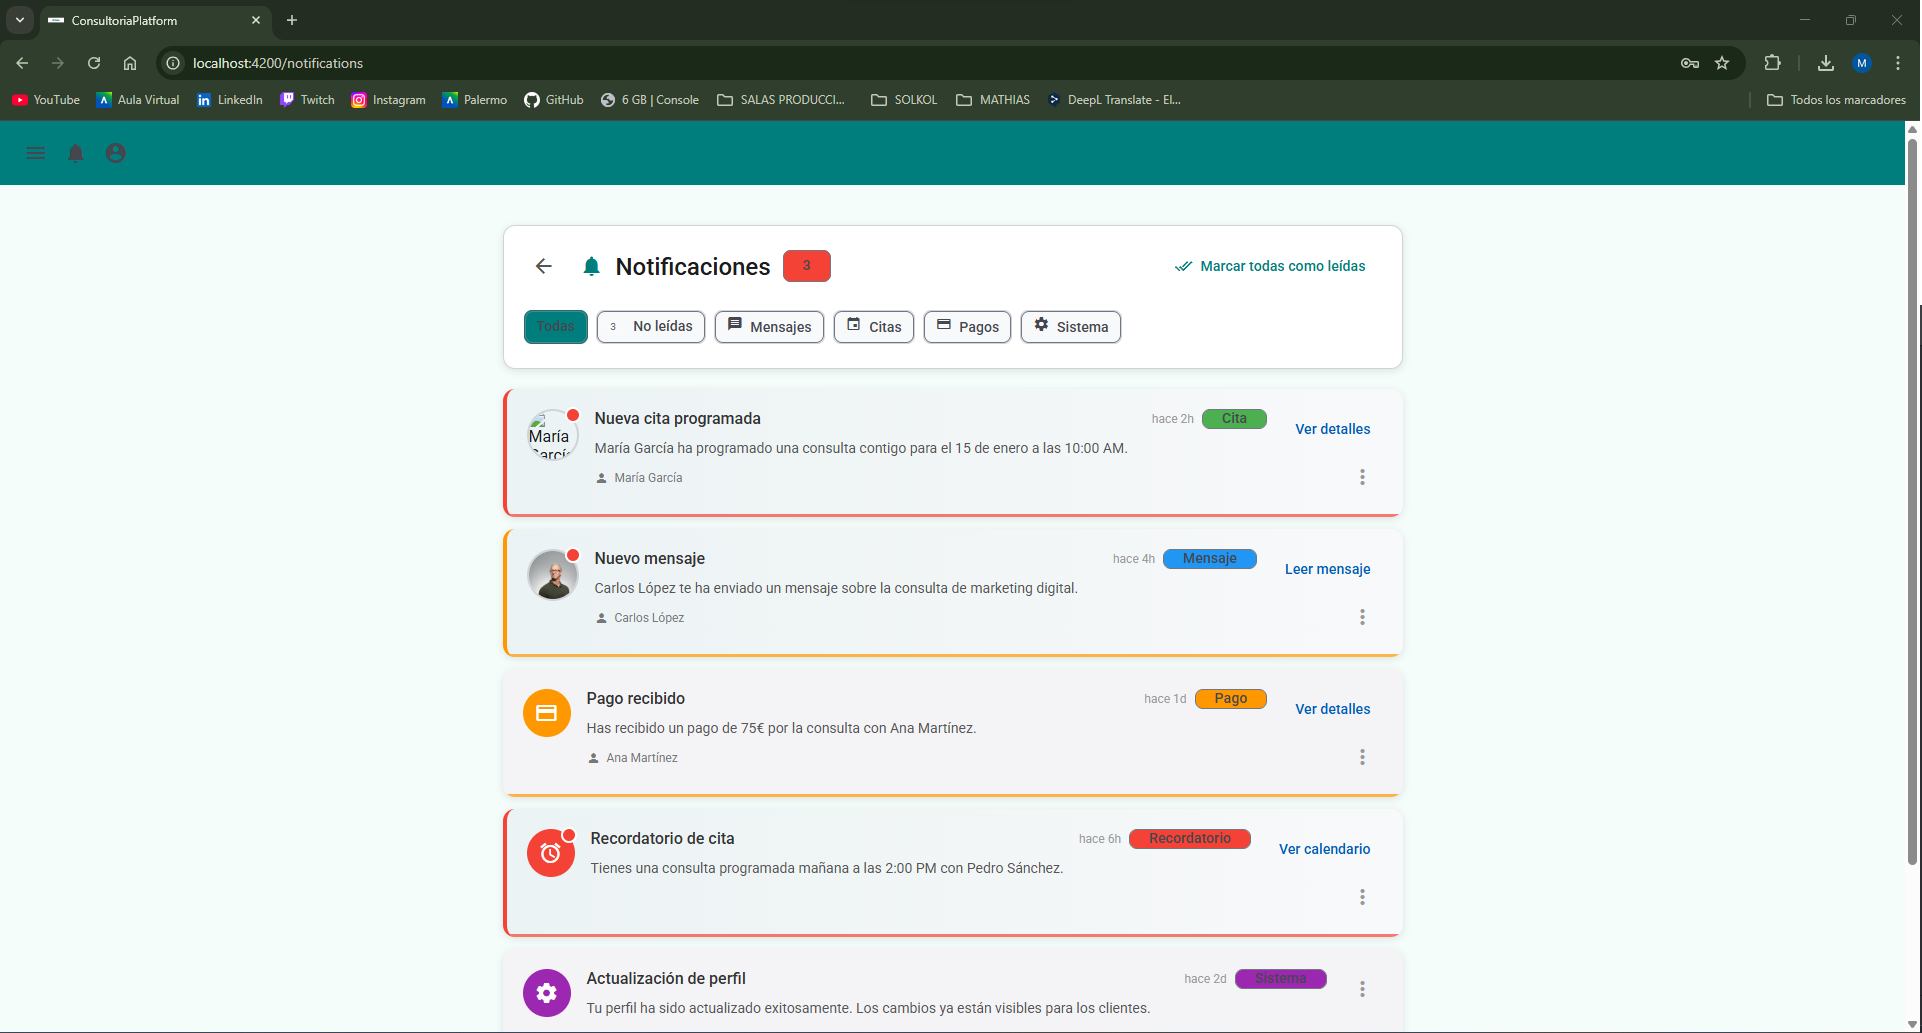 ConsultoriaPlatform
localhost:4200/notifications
M
YouTube Aula Virtual LinkedIn Twitch Instagram Palermo GitHub 6 GB | Console SALAS PRODUCCI... SOLKOL MATHIAS DeepL Translate - El... Todos los marcadores
Notificaciones 3 Marcar todas como leídas
Todas 3 No leídas Mensajes Citas Pagos Sistema
Nueva cita programada hace 2h Cita Ver detalles
María García
María García ha programado una consulta contigo para el 15 de enero a las 10:00 AM.
María García
Nuevo mensaje hace 4h Mensaje Leer mensaje
Carlos López te ha enviado un mensaje sobre la consulta de marketing digital.
Carlos López
Pago recibido hace 1d Pago Ver detalles
Has recibido un pago de 75€ por la consulta con Ana Martínez.
Ana Martínez
Recordatorio de cita hace 6h Recordatorio Ver calendario
Tienes una consulta programada mañana a las 2:00 PM con Pedro Sánchez.
Actualización de perfil hace 2d Sistema
Tu perfil ha sido actualizado exitosamente. Los cambios ya están visibles para los clientes.